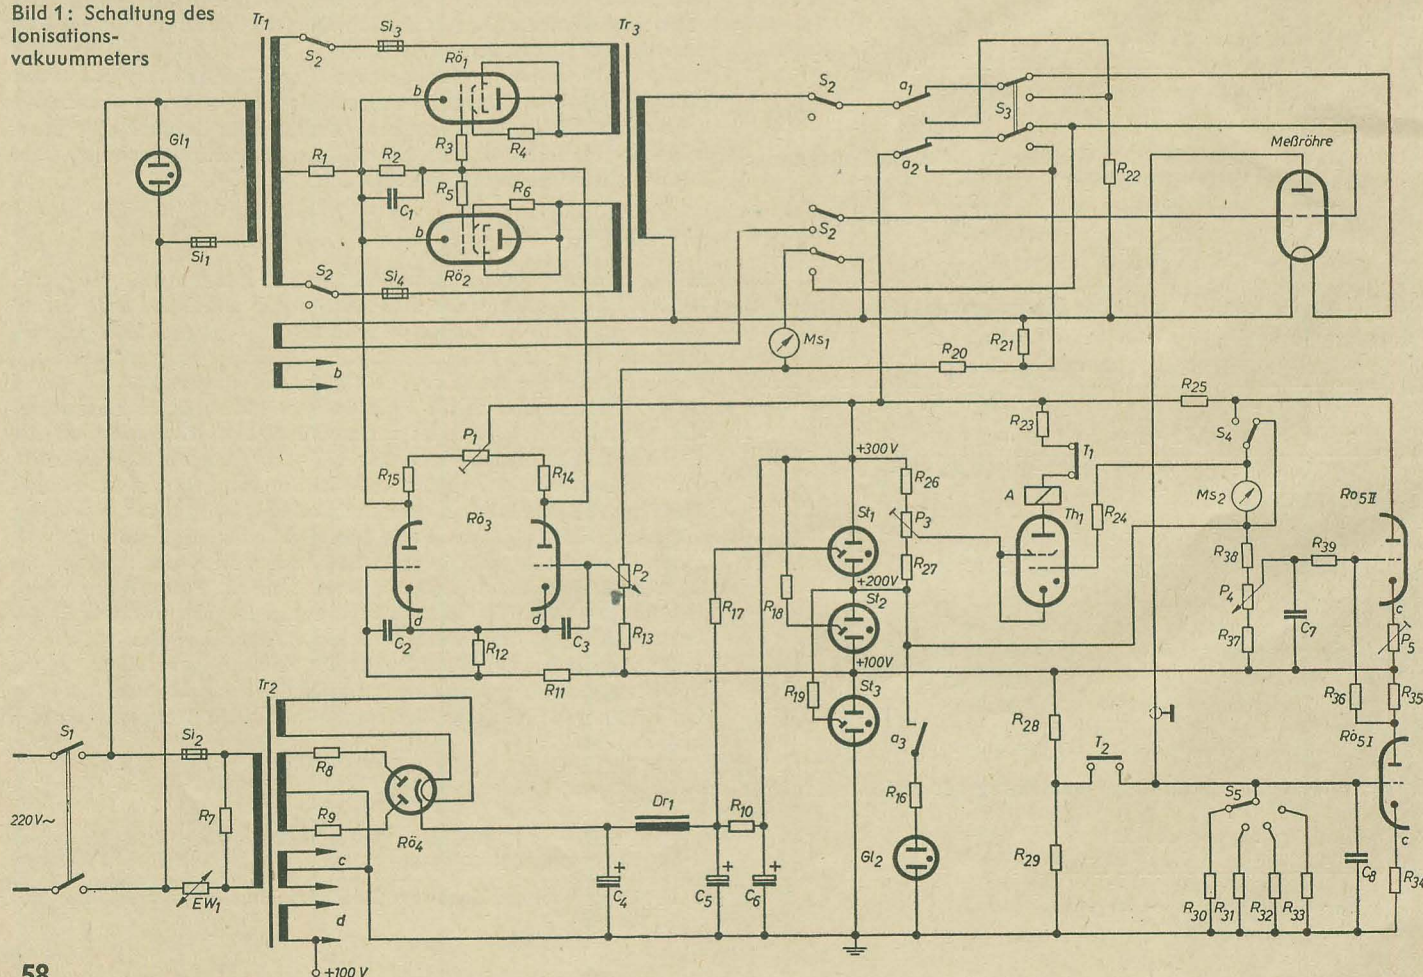 Bild 1: Schaltung des
Ionisations-
vakuummeters
Tr1
S2
Si3
Tr3
Rö1
b
R3
R4
Gl1
R1
R2
C1
R5
R6
b
Rö2
Si1
S2
Si4
b
S2
a1
S3
a2
R22
Meßröhre
S2
Ms1
R20
R21
R25
P1
R15
R14
Rö3
d
d
C2
C3
R12
R11
P2
R13
+300V
R26
St1
P3
R27
+200V
St2
R17
R18
+100V
R19
St3
R23
T1
A
Th1
R24
S4
Ms2
Rö5II
R38
R39
P4
C7
c
P5
R37
R36
R35
Rö5I
a3
R16
Gl2
R28
T2
R29
S5
R30
R31
R32
R33
C8
c
R34
Tr2
S1
Si2
220V~
R7
EW1
R8
R9
Rö4
c
d
Dr1
R10
+
C4
+
C5
+
C6
+100V
58